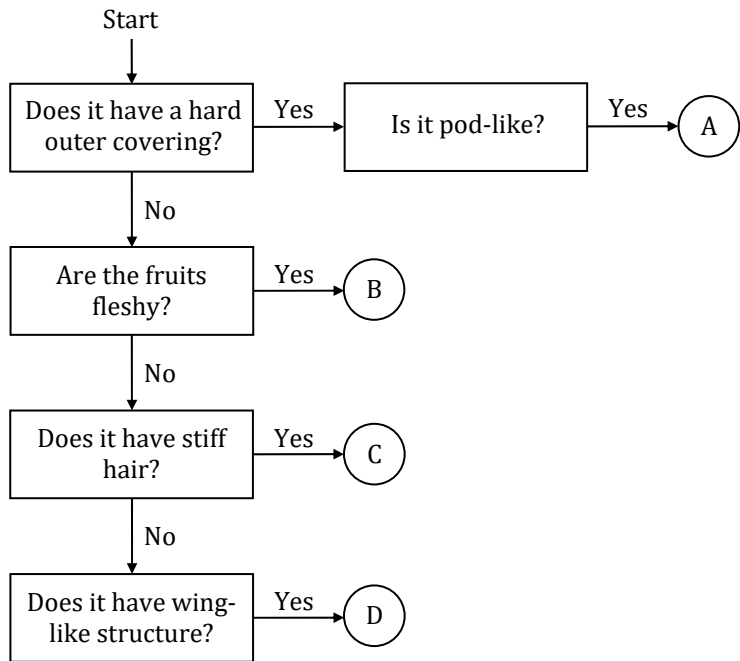 Start
Does it have a hard
outer covering?
Yes
Is it pod-like?
Yes
A
No
Are the fruits
fleshy?
Yes
B
No
Does it have stiff
hair?
Yes
C
No
Does it have wing-
like structure?
Yes
D